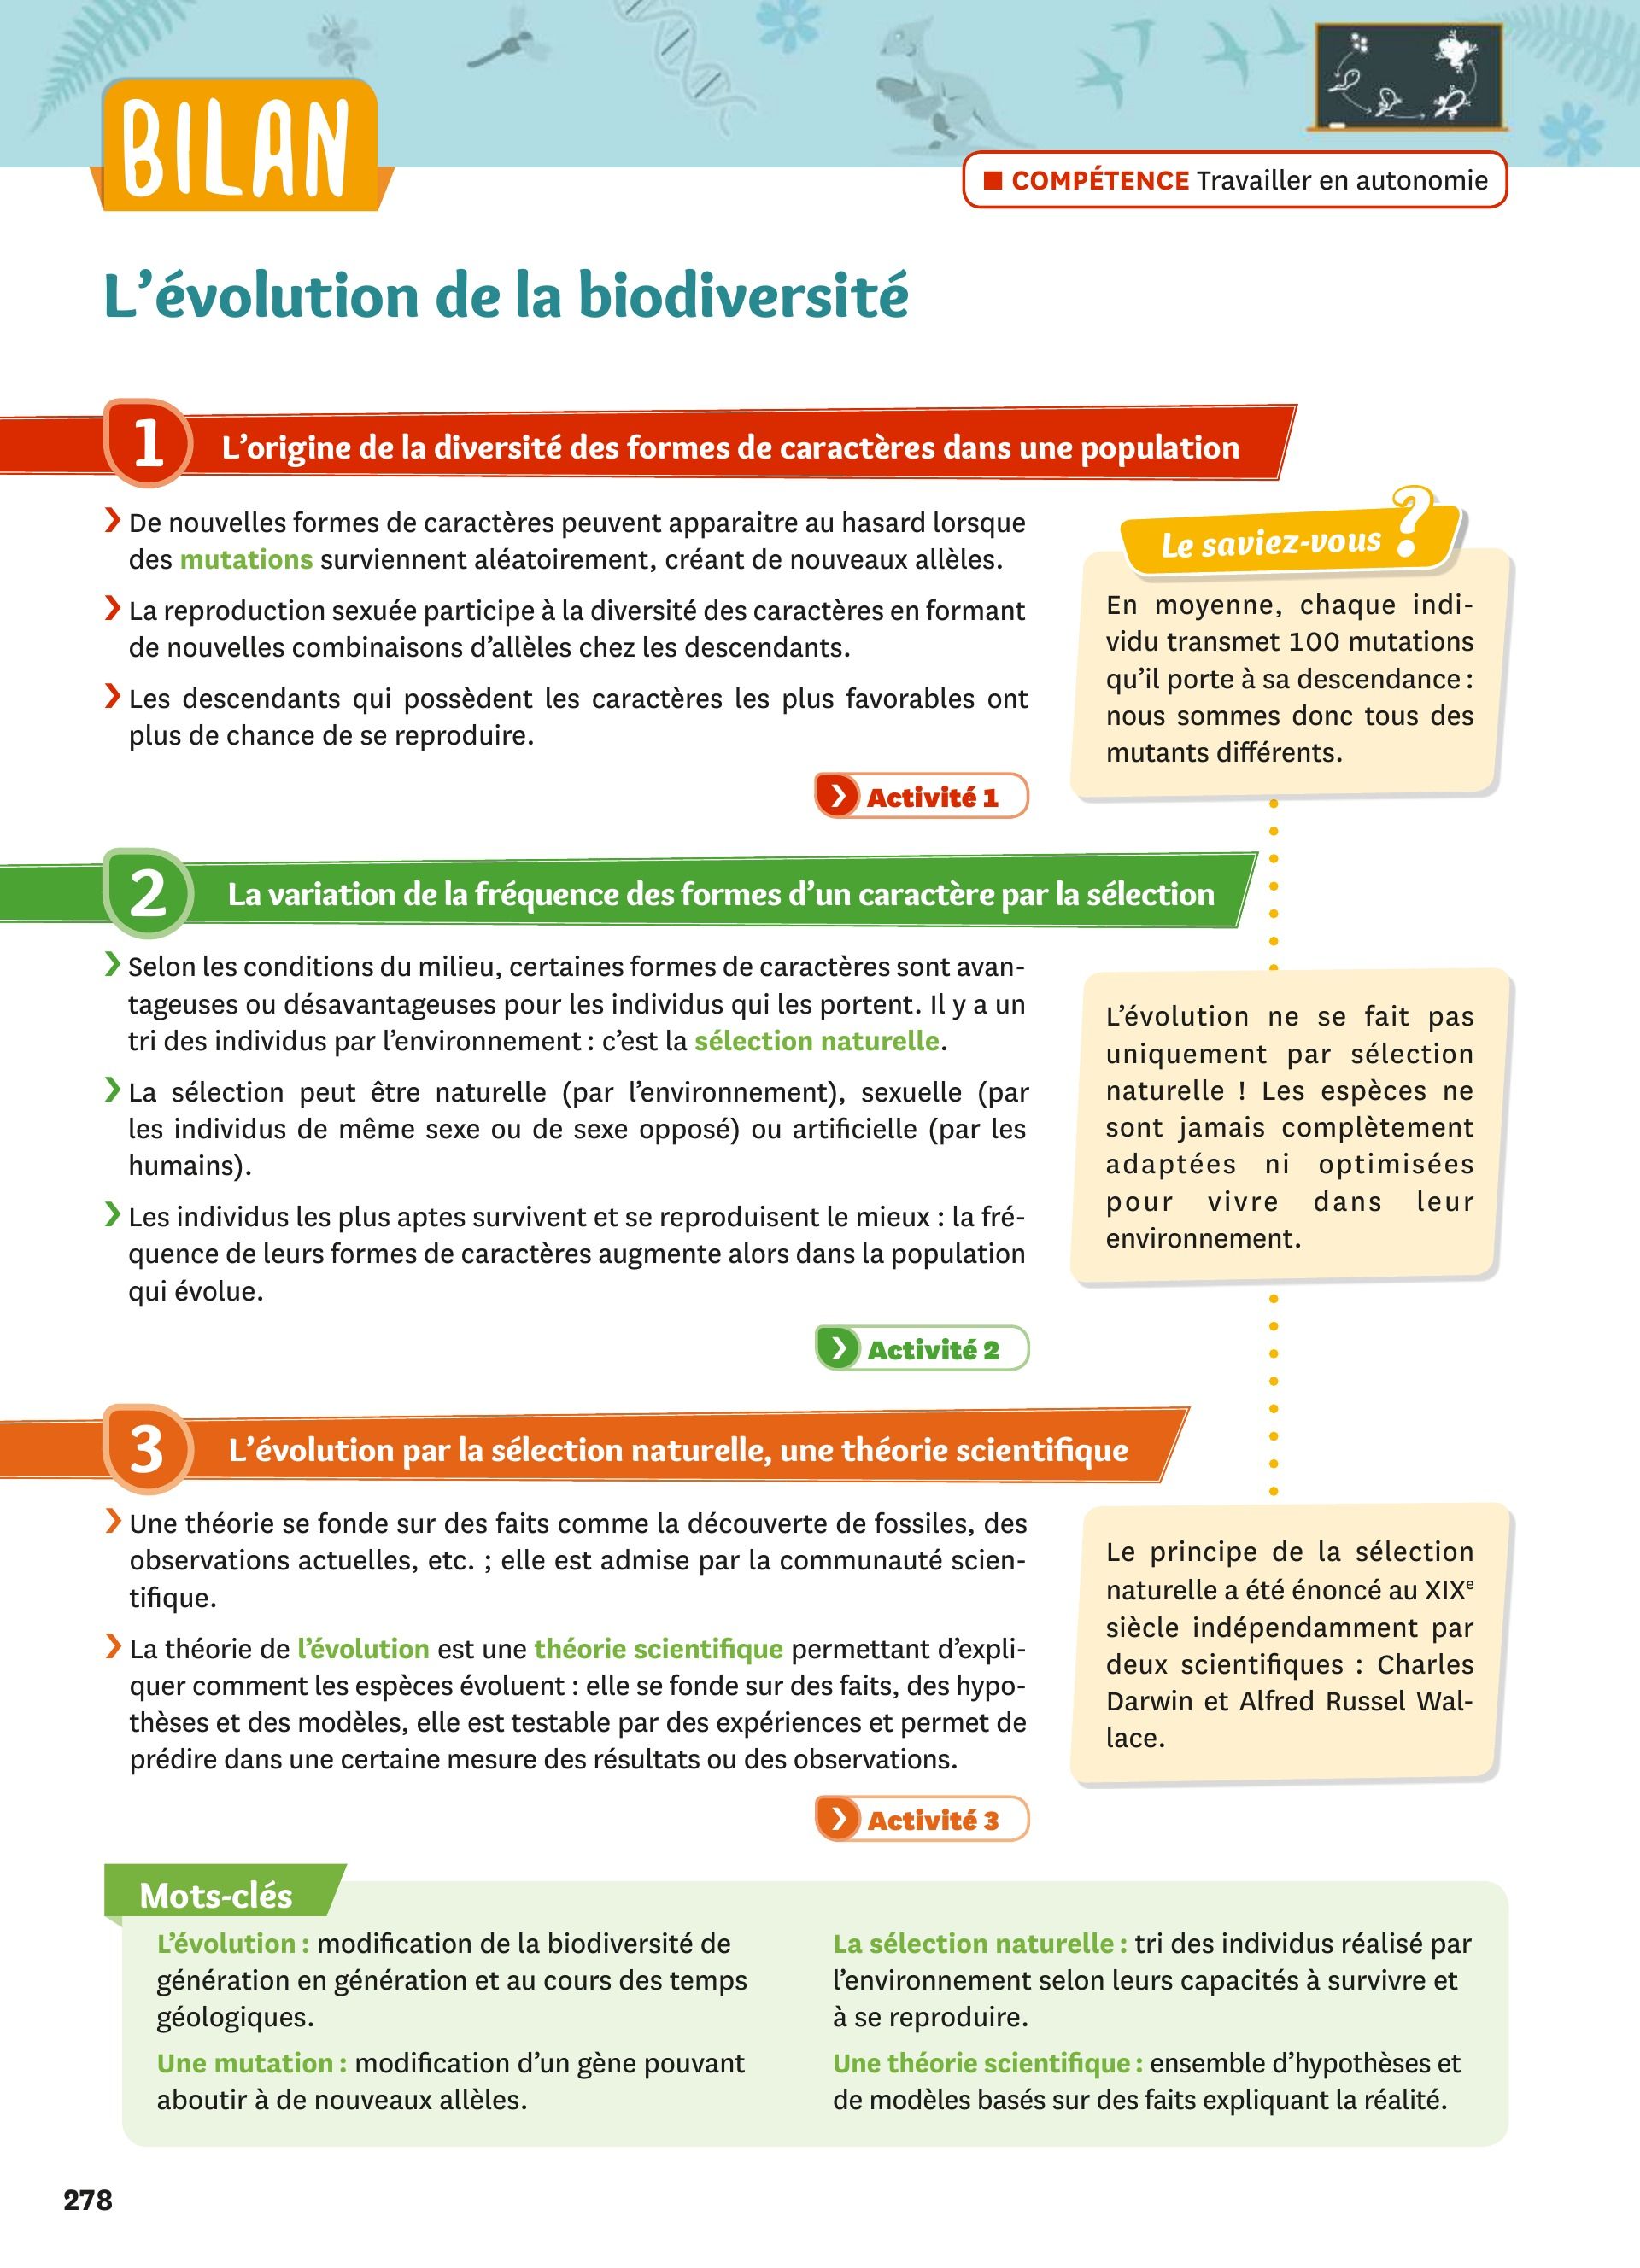 BILAN
■ COMPÉTENCE Travailler en autonomie
L'évolution de la biodiversité
1 L'origine de la diversité des formes de caractères dans une population
❯ De nouvelles formes de caractères peuvent apparaitre au hasard lorsque
des mutations surviennent aléatoirement, créant de nouveaux allèles.
❯ La reproduction sexuée participe à la diversité des caractères en formant
de nouvelles combinaisons d'allèles chez les descendants.
❯ Les descendants qui possèdent les caractères les plus favorables ont
plus de chance de se reproduire.
❯ Activité 1
Le saviez-vous ?
En moyenne, chaque indi-
vidu transmet 100 mutations
qu'il porte à sa descendance :
nous sommes donc tous des
mutants différents.
2 La variation de la fréquence des formes d'un caractère par la sélection
❯ Selon les conditions du milieu, certaines formes de caractères sont avan-
tageuses ou désavantageuses pour les individus qui les portent. Il y a un
tri des individus par l'environnement : c'est la sélection naturelle.
❯ La sélection peut être naturelle (par l'environnement), sexuelle (par
les individus de même sexe ou de sexe opposé) ou artificielle (par les
humains).
❯ Les individus les plus aptes survivent et se reproduisent le mieux : la fré-
quence de leurs formes de caractères augmente alors dans la population
qui évolue.
❯ Activité 2
L'évolution ne se fait pas
uniquement par sélection
naturelle ! Les espèces ne
sont jamais complètement
adaptées ni optimisées
pour vivre dans leur
environnement.
3 L'évolution par la sélection naturelle, une théorie scientifique
❯ Une théorie se fonde sur des faits comme la découverte de fossiles, des
observations actuelles, etc. ; elle est admise par la communauté scien-
tifique.
❯ La théorie de l'évolution est une théorie scientifique permettant d'expli-
quer comment les espèces évoluent : elle se fonde sur des faits, des hypo-
thèses et des modèles, elle est testable par des expériences et permet de
prédire dans une certaine mesure des résultats ou des observations.
❯ Activité 3
Le principe de la sélection
naturelle a été énoncé au XIXe
siècle indépendamment par
deux scientifiques : Charles
Darwin et Alfred Russel Wal-
lace.
Mots-clés
L'évolution : modification de la biodiversité de
génération en génération et au cours des temps
géologiques.
Une mutation : modification d'un gène pouvant
aboutir à de nouveaux allèles.
La sélection naturelle : tri des individus réalisé par
l'environnement selon leurs capacités à survivre et
à se reproduire.
Une théorie scientifique : ensemble d'hypothèses et
de modèles basés sur des faits expliquant la réalité.
278